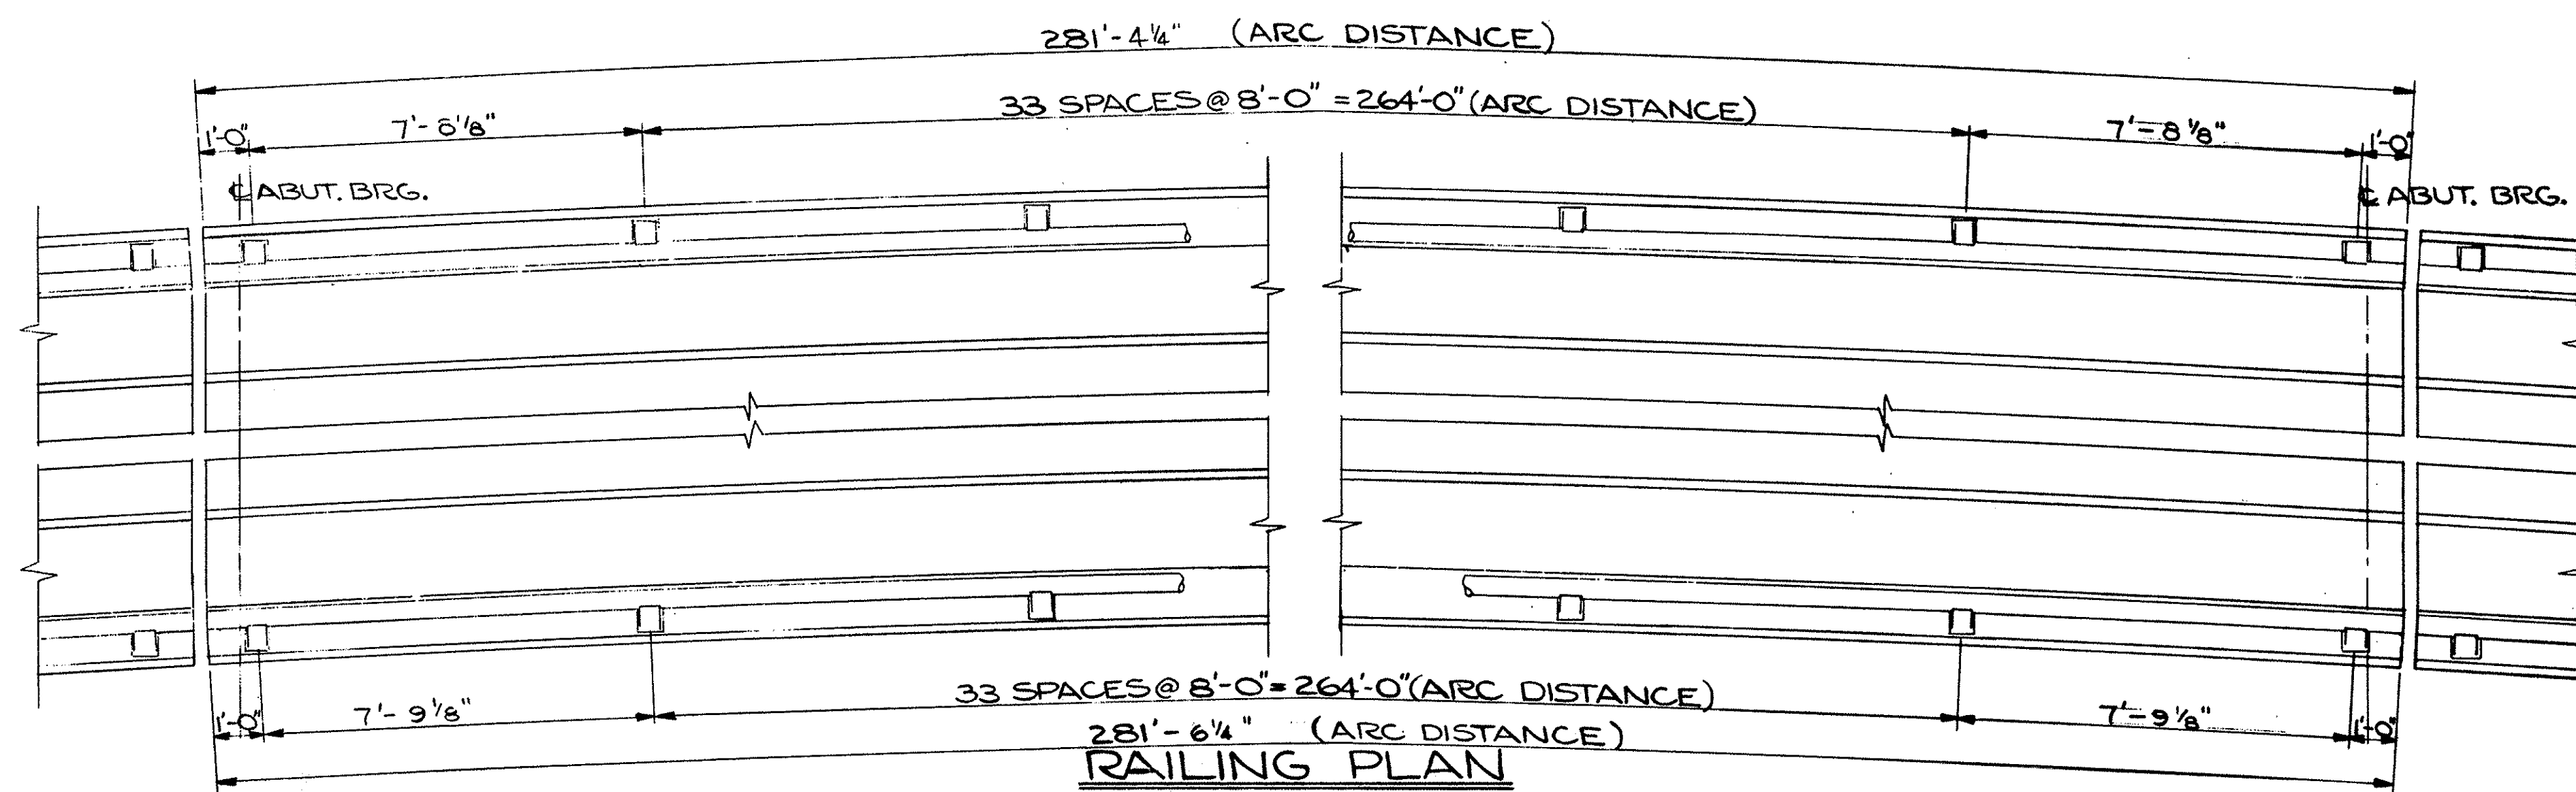 281'-4¼" (ARC DISTANCE)
33 SPACES @ 8'-0" = 264'-0" (ARC DISTANCE)
1'-0" 7'-8⅛" 7'-8⅛" 1'-0"
℄ ABUT. BRG. ℄ ABUT. BRG.
33 SPACES @ 8'-0" = 264'-0" (ARC DISTANCE)
1'-0" 7'-9⅛" 7'-9⅛" 1'-0"
281'-6¼" (ARC DISTANCE)
RAILING PLAN